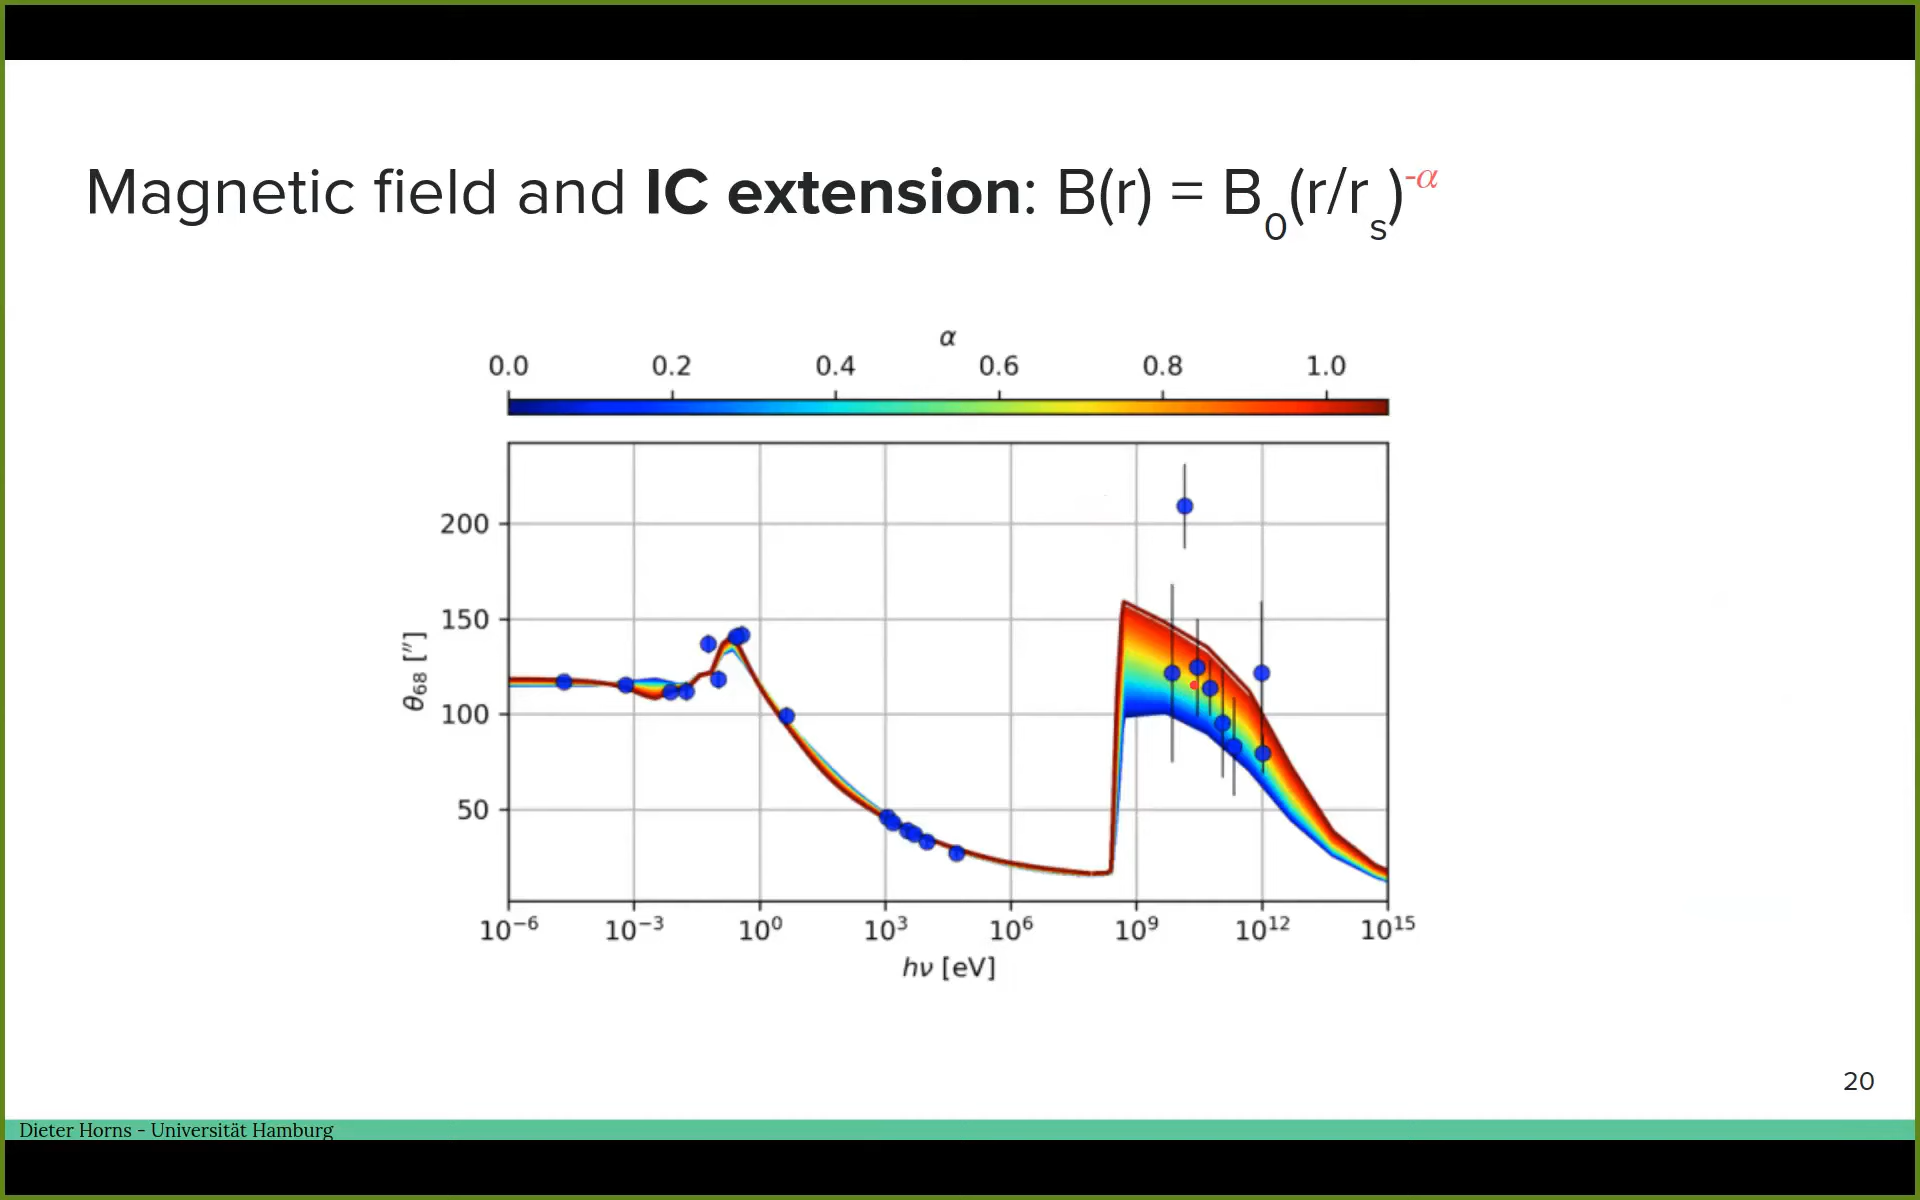 Magnetic field and IC extension: B(r) = B₀(r/rₛ)^-α
α
0.0 0.2 0.4 0.6 0.8 1.0
200
150
100
50
θ₆₈ [″]
10⁻⁶ 10⁻³ 10⁰ 10³ 10⁶ 10⁹ 10¹² 10¹⁵
hν [eV]
20
Dieter Horns - Universität Hamburg